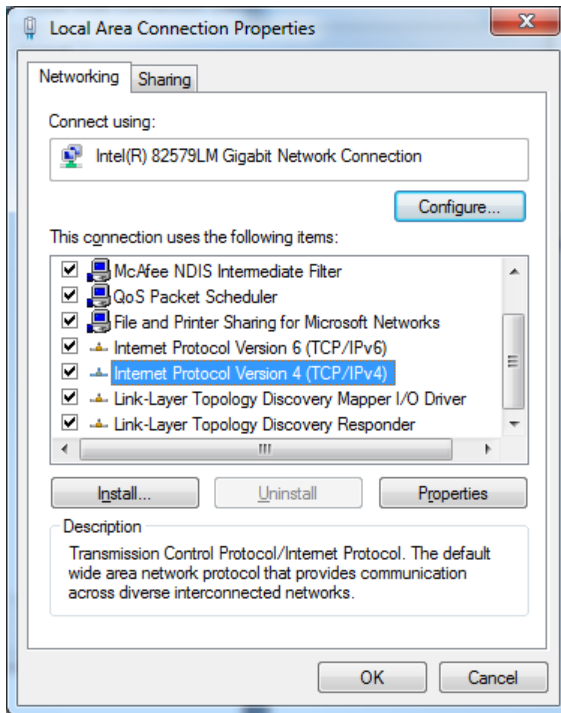 Local Area Connection Properties
Networking
Sharing
Connect using:
Intel(R) 82579LM Gigabit Network Connection
Configure...
This connection uses the following items:
McAfee NDIS Intermediate Filter
QoS Packet Scheduler
File and Printer Sharing for Microsoft Networks
Internet Protocol Version 6 (TCP/IPv6)
Internet Protocol Version 4 (TCP/IPv4)
Link-Layer Topology Discovery Mapper I/O Driver
Link-Layer Topology Discovery Responder
Install...
Uninstall
Properties
Description
Transmission Control Protocol/Internet Protocol. The default
wide area network protocol that provides communication
across diverse interconnected networks.
OK
Cancel